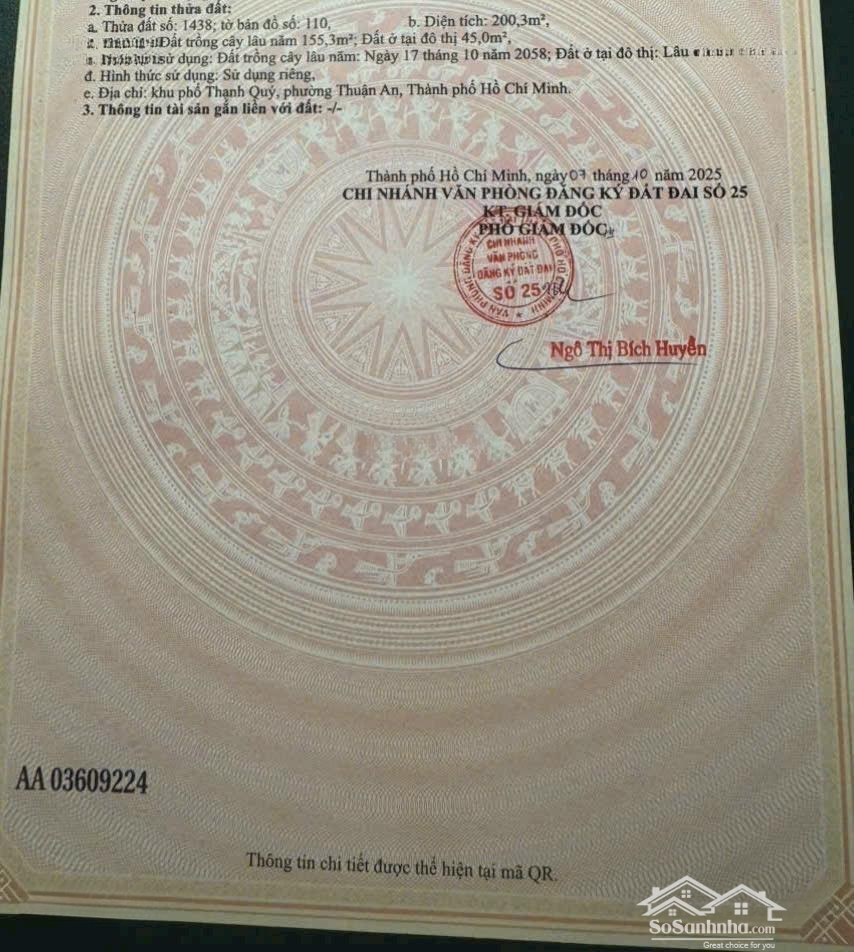 2. Thông tin thửa đất:
a. Thửa đất số: 1438; tờ bản đồ số: 110, b. Diện tích: 200,3m²,
Đất trồng cây lâu năm 155,3m²; Đất ở tại đô thị 45,0m²,
sử dụng: Đất trồng cây lâu năm: Ngày 17 tháng 10 năm 2058; Đất ở tại đô thị: Lâu
đ. Hình thức sử dụng: Sử dụng riêng,
e. Địa chỉ: khu phố Thạnh Quý, phường Thuận An, Thành phố Hồ Chí Minh.
3. Thông tin tài sản gắn liền với đất: -/-
Thành phố Hồ Chí Minh, ngày 07 tháng 10 năm 2025
CHI NHÁNH VĂN PHÒNG ĐĂNG KÝ ĐẤT ĐAI SỐ 25
KT. GIÁM ĐỐC
PHÓ GIÁM ĐỐC
CHI NHÁNH
VĂN PHÒNG
ĐĂNG KÝ ĐẤT ĐAI
SỐ 25
Ngô Thị Bích Huyền
AA 03609224
Thông tin chi tiết được thể hiện tại mã QR.
SoSanhnha.com
Great choice for you